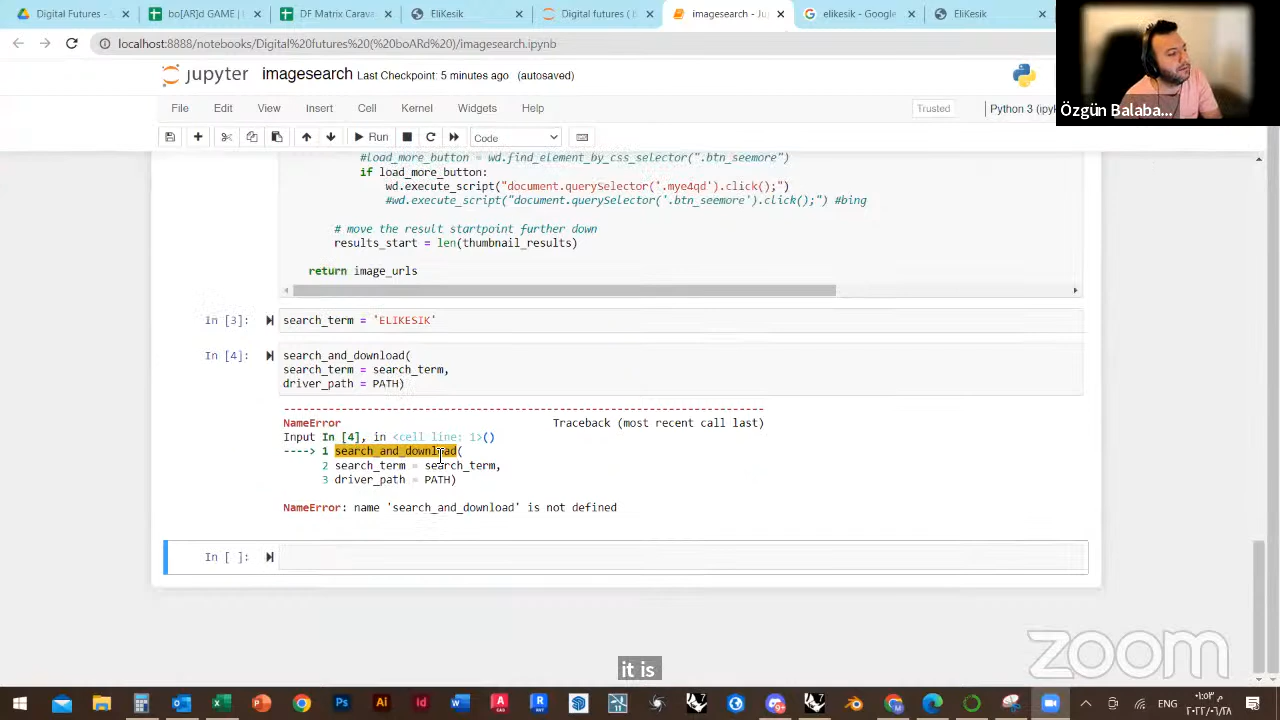 Digital Futures -
bo[AR]d GAME |
DF Matrix Carava
EliKesik
Digital futures (
imagesearch - Ju
elikesik - Google
EliKesik
localhost:8888/notebooks/Digital%20futures%20(%20boARd%20)/imagesearch.ipynb
jupyter imagesearch Last Checkpoint: 5 minutes ago (autosaved)
Özgün Balaba...
File Edit View Insert Cell Kernel Widgets Help
Trusted
Python 3 (ipyk
Run
Code
#load_more_button = wd.find_element_by_css_selector(".btn_seemore")
if load_more_button:
wd.execute_script("document.querySelector('.mye4qd').click();")
#wd.execute_script("document.querySelector('.btn_seemore').click();") #bing
# move the result startpoint further down
results_start = len(thumbnail_results)
return image_urls
In [3]: search_term = 'ELIKESIK'
In [4]: search_and_download(
search_term = search_term,
driver_path = PATH)
---------------------------------------------------------------------------
NameError Traceback (most recent call last)
Input In [4], in <cell line: 1>()
----> 1 search_and_download(
2 search_term = search_term,
3 driver_path = PATH)
NameError: name 'search_and_download' is not defined
In [ ]:
it is
zoom
ENG